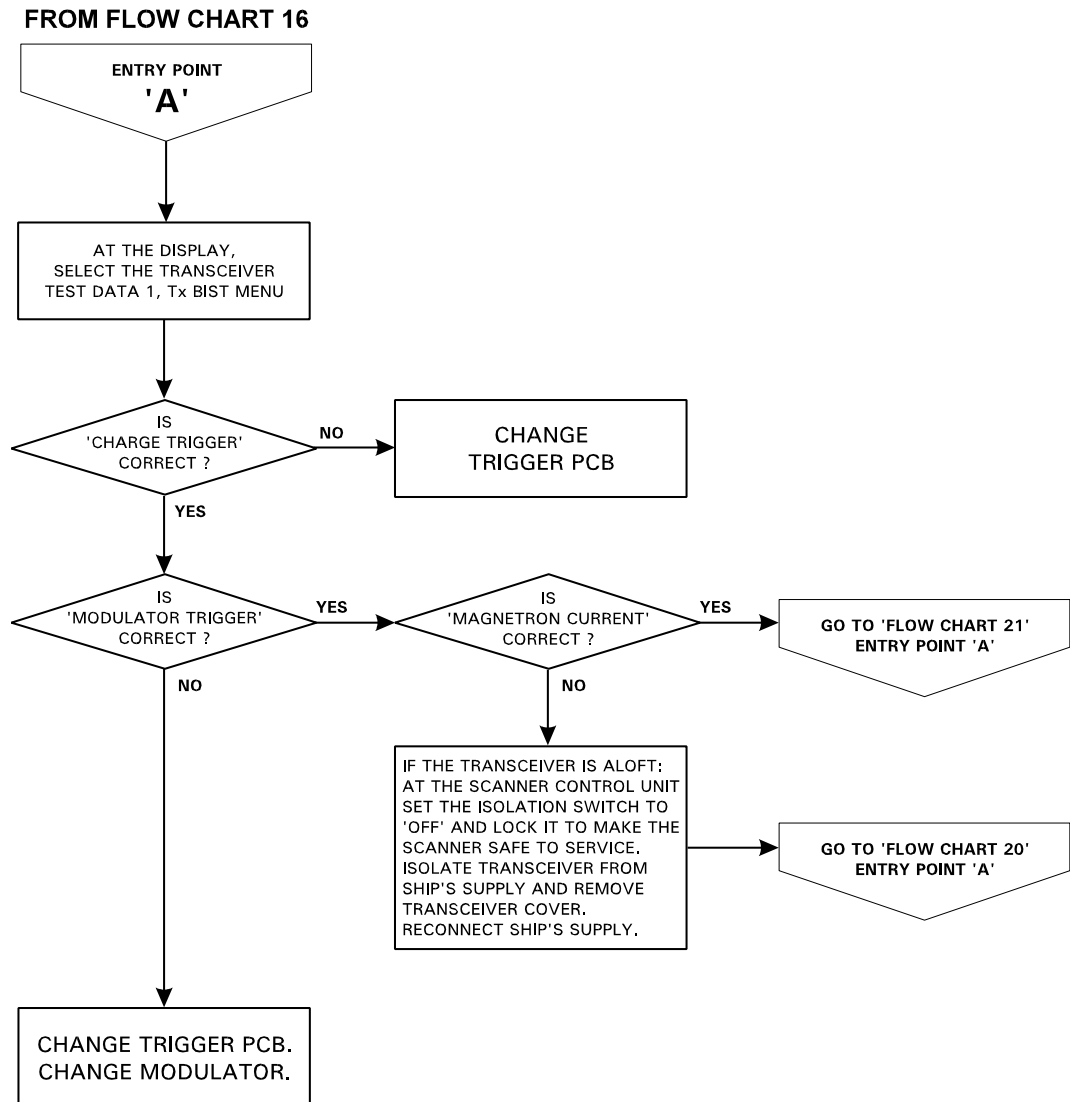 FROM FLOW CHART 16
ENTRY POINT
'A'
AT THE DISPLAY,
SELECT THE TRANSCEIVER
TEST DATA 1, Tx BIST MENU
IS
'CHARGE TRIGGER'
CORRECT ?
NO
CHANGE
TRIGGER PCB
YES
IS
'MODULATOR TRIGGER'
CORRECT ?
YES
IS
'MAGNETRON CURRENT'
CORRECT ?
YES
GO TO 'FLOW CHART 21'
ENTRY POINT 'A'
NO
NO
IF THE TRANSCEIVER IS ALOFT:
AT THE SCANNER CONTROL UNIT
SET THE ISOLATION SWITCH TO
'OFF' AND LOCK IT TO MAKE THE
SCANNER SAFE TO SERVICE.
ISOLATE TRANSCEIVER FROM
SHIP'S SUPPLY AND REMOVE
TRANSCEIVER COVER.
RECONNECT SHIP'S SUPPLY.
GO TO 'FLOW CHART 20'
ENTRY POINT 'A'
CHANGE TRIGGER PCB.
CHANGE MODULATOR.